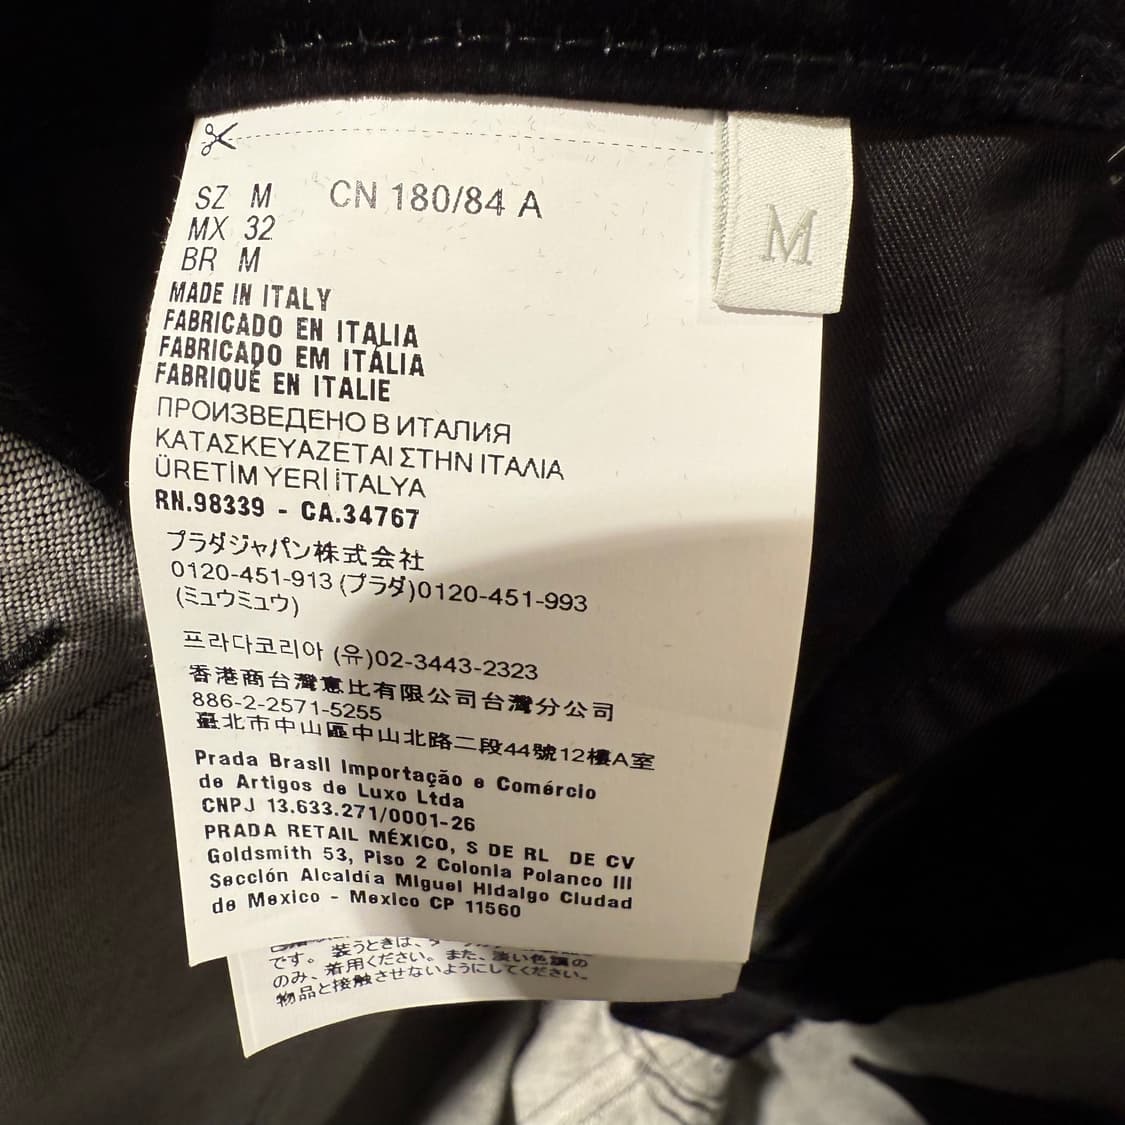 SZ M CN 180/84 A
MX 32
BR M
M
MADE IN ITALY
FABRICADO EN ITALIA
FABRICADO EM ITÁLIA
FABRIQUÉ EN ITALIE
ПРОИЗВЕДЕНО В ИТАЛИЯ
ΚΑΤΑΣΚΕΥΑΖΕΤΑΙ ΣΤΗΝ ΙΤΑΛΙΑ
ÜRETİM YERİ İTALYA
RN.98339 - CA.34767
プラダジャパン株式会社
0120-451-913 (プラダ)0120-451-993
(ミュウミュウ)
프라다코리아 (유)02-3443-2323
香港商台灣惠比有限公司台灣分公司
886-2-2571-5255
臺北市中山區中山北路二段44號12樓A室
Prada Brasil Importação e Comércio
de Artigos de Luxo Ltda
CNPJ 13.633.271/0001-26
PRADA RETAIL MÉXICO, S DE RL DE CV
Goldsmith 53, Piso 2 Colonia Polanco III
Sección Alcaldía Miguel Hidalgo Ciudad
de Mexico - Mexico CP 11560
です。 装うときは、 淡い色調の
のみ、着用ください。また、淡い色調の
物品と接触させないようにしてください。